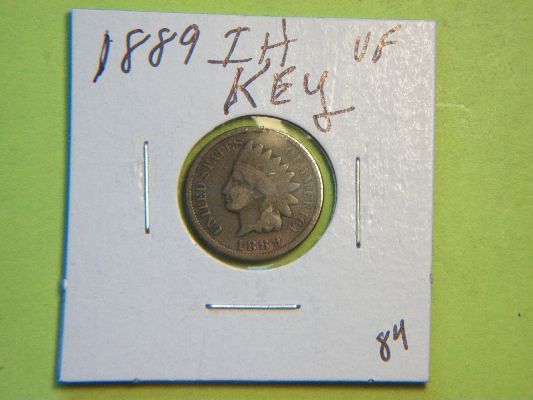 1889 IH VF
KEY
UNITED STATES OF AMERICA
1889
84